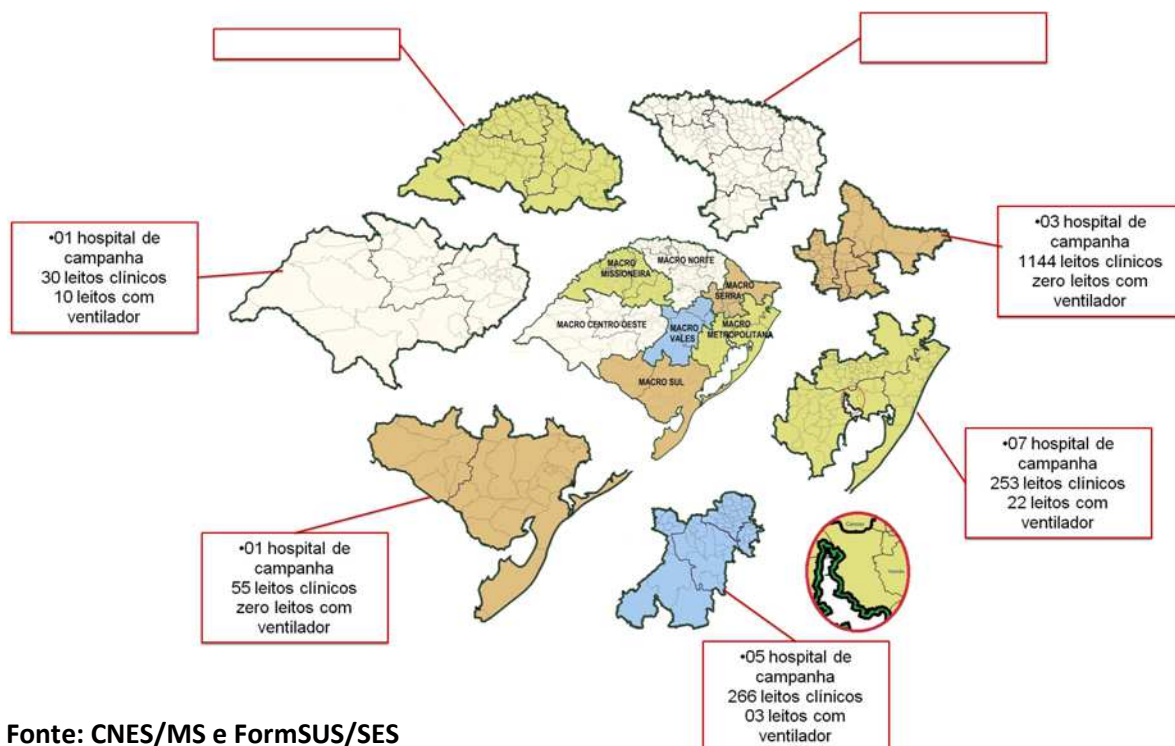 •01 hospital de
campanha
30 leitos clínicos
10 leitos com
ventilador
•03 hospital de
campanha
1144 leitos clínicos
zero leitos com
ventilador
MACRO
MISSIONEIRA
MACRO NORTE
MACRO
SERRA
MACRO CENTRO OESTE
MACRO
VALES
MACRO
METROPOLITANA
MACRO SUL
•07 hospital de
campanha
253 leitos clínicos
22 leitos com
ventilador
•01 hospital de
campanha
55 leitos clínicos
zero leitos com
ventilador
•05 hospital de
campanha
266 leitos clínicos
03 leitos com
ventilador
Fonte: CNES/MS e FormSUS/SES